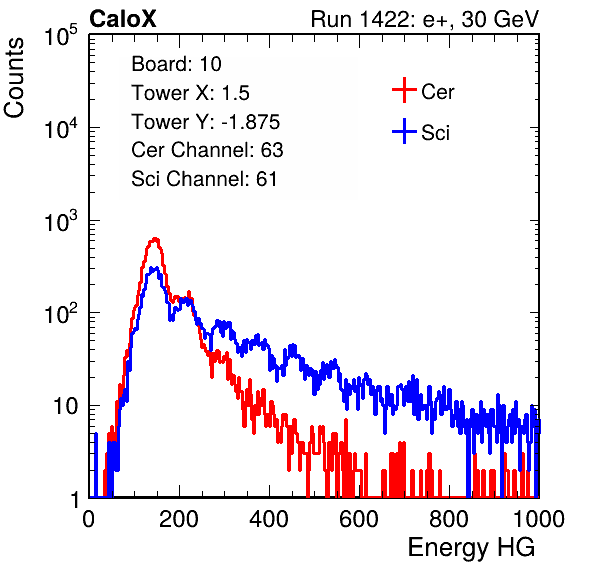 CaloX Run 1422: e+, 30 GeV
Counts
Board: 10
Tower X: 1.5
Tower Y: -1.875
Cer Channel: 63
Sci Channel: 61
Cer
Sci
10^5
10^4
10^3
10^2
10
1
0 200 400 600 800 1000
Energy HG